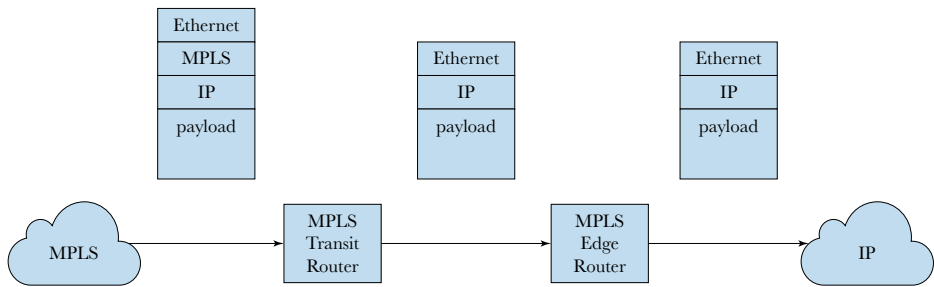 Ethernet
MPLS
IP
payload
Ethernet
IP
payload
Ethernet
IP
payload
MPLS
MPLS
Transit
Router
MPLS
Edge
Router
IP